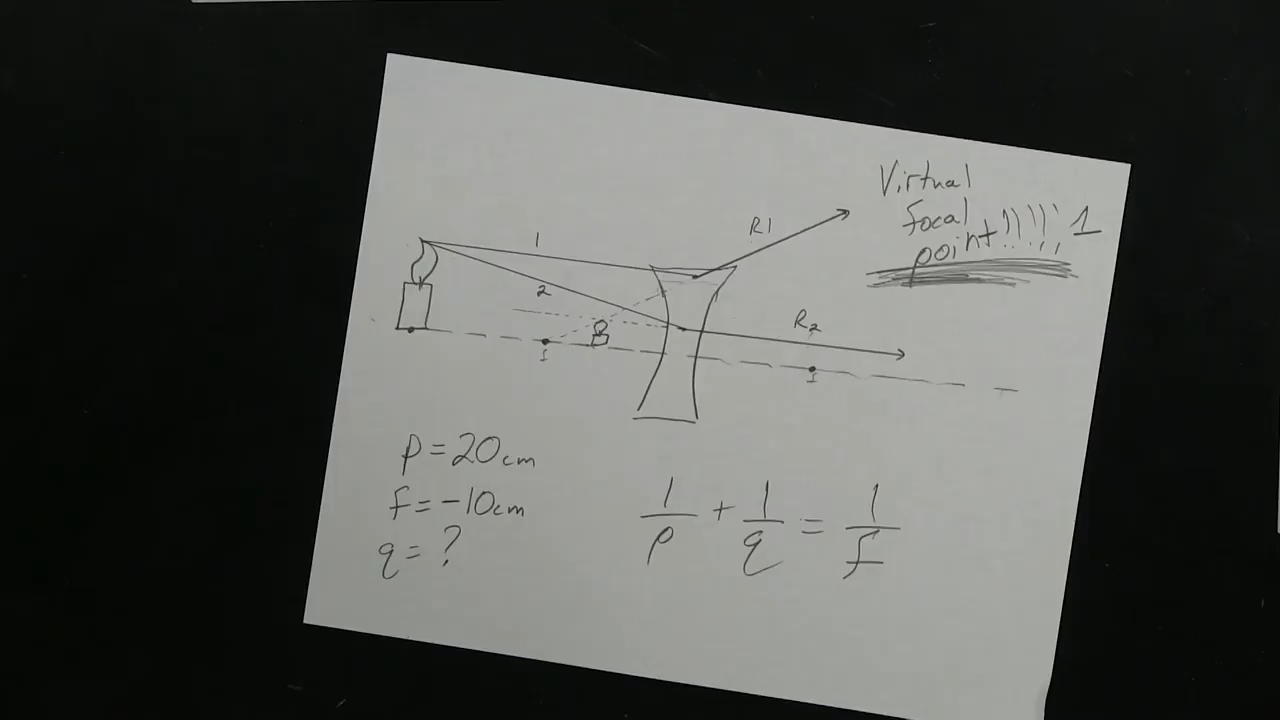 Virtual
focal
point!!!!!1
R1
1
2
R2
f
f
p = 20cm
f = -10cm
q = ?
1/p + 1/q = 1/f